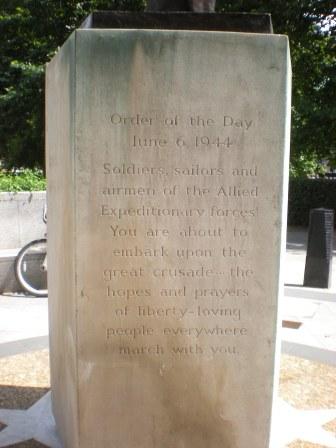 Order of the Day
June 6 1944
Soldiers, sailors and
airmen of the Allied
Expeditionary forces!
You are about to
embark upon the
great crusade - the
hopes and prayers
of liberty-loving
people everywhere
march with you.